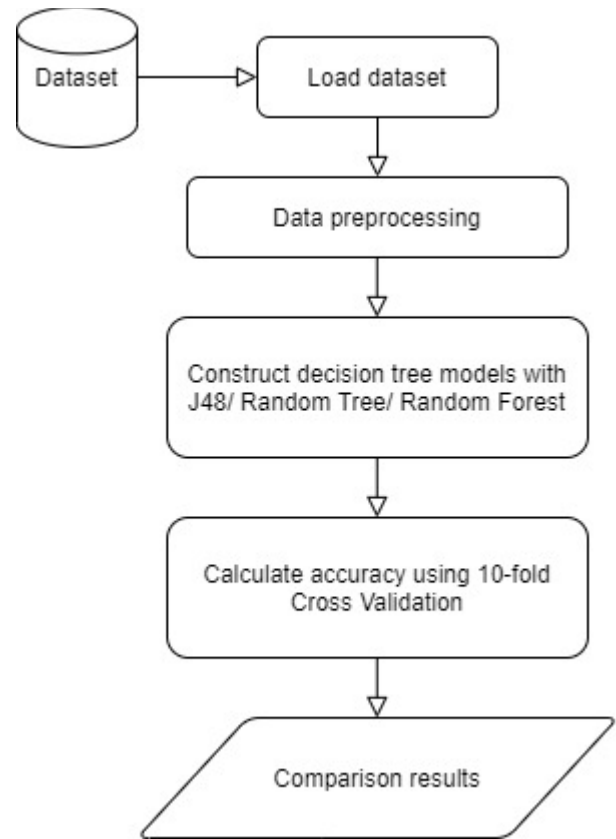 Dataset
Load dataset
Data preprocessing
Construct decision tree models with
J48/ Random Tree/ Random Forest
Calculate accuracy using 10-fold
Cross Validation
Comparison results